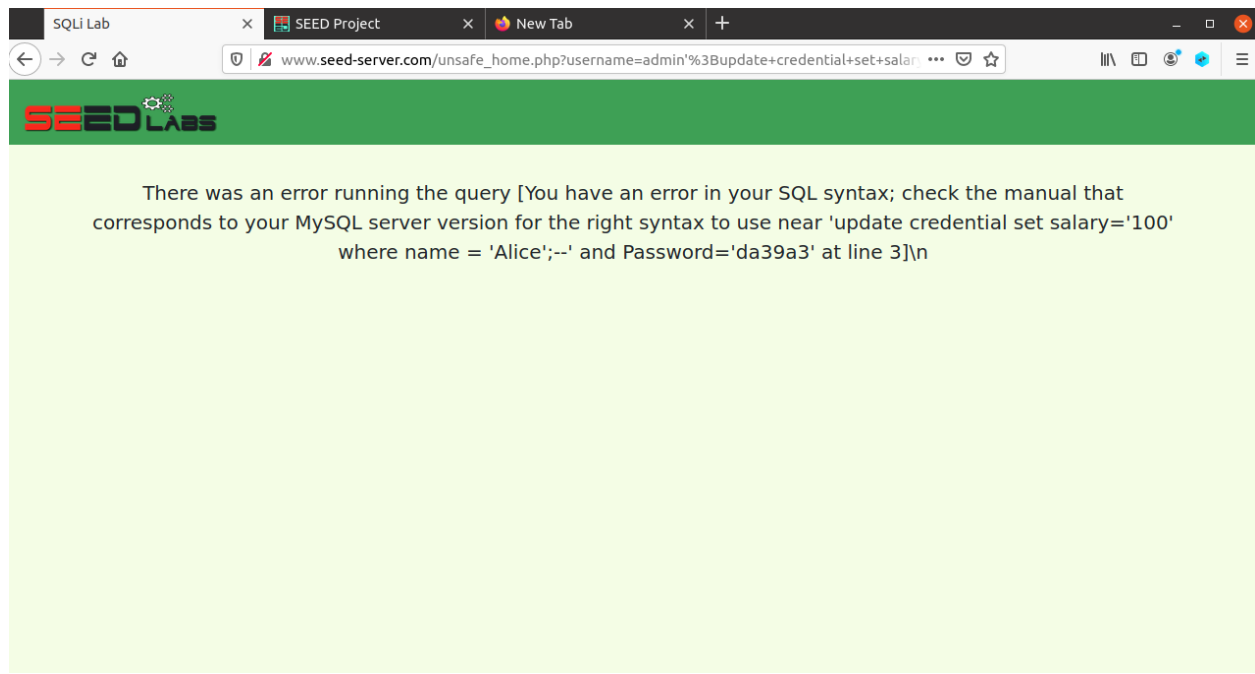 SQLi Lab
SEED Project
New Tab
www.seed-server.com/unsafe_home.php?username=admin'%3Bupdate+credential+set+salar
SEED LABS
There was an error running the query [You have an error in your SQL syntax; check the manual that
corresponds to your MySQL server version for the right syntax to use near 'update credential set salary='100'
where name = 'Alice';--' and Password='da39a3' at line 3]\n